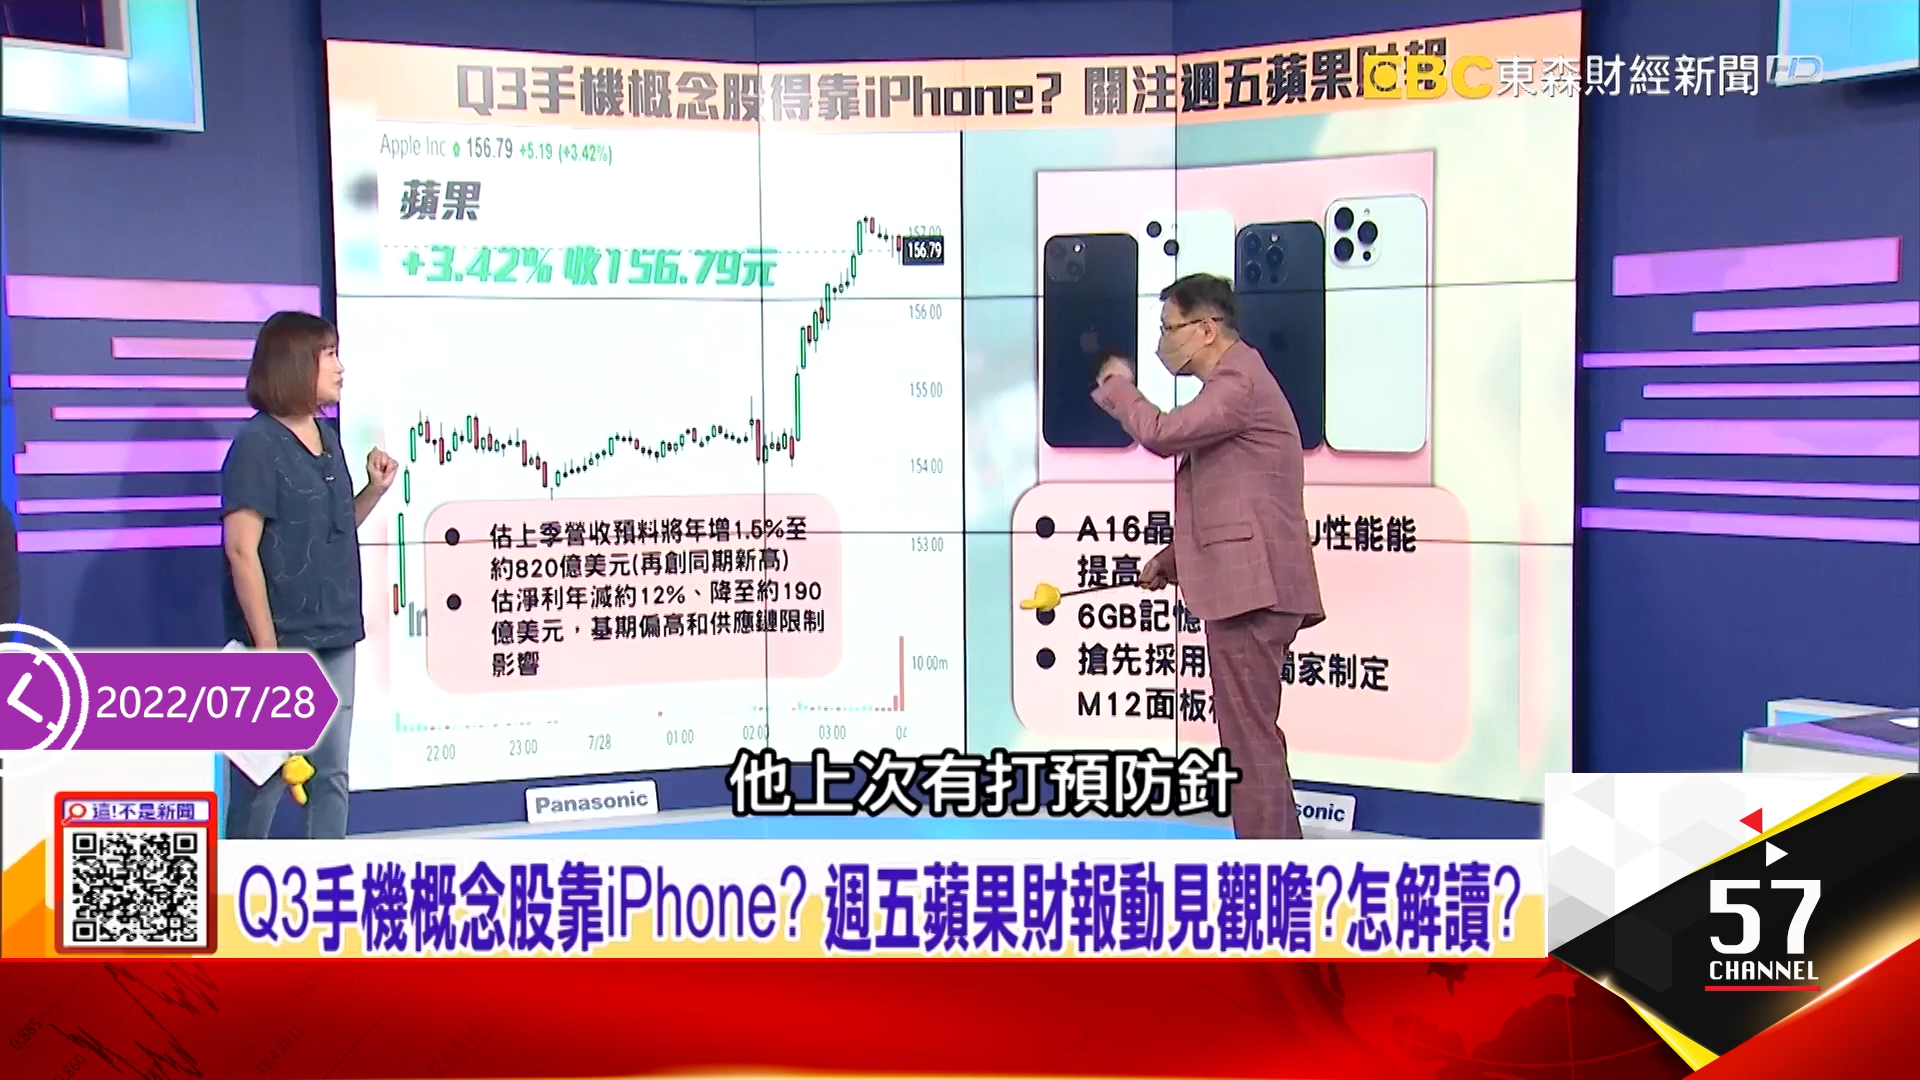 Q3手機概念股得靠iPhone? 關注週五蘋果財報
EBC東森財經新聞HD
Apple Inc 156.79 +5.19 (+3.42%)
蘋果
+3.42% 收156.79元
157.00
156.79
156.00
155.00
154.00
153.00
10.00m
22:00
23:00
7/28
01:00
02:00
03:00
04
● 估上季營收預料將年增1.5%至
約820億美元(再創同期新高)
● 估淨利年減約12%、降至約190
億美元，基期偏高和供應鏈限制
影響
● A16晶
性能能
提高
● 6GB記憶
● 搶先採用
獨家制定
M12面板
2022/07/28
Panasonic
sonic
他上次有打預防針
這!不是新聞
Q3手機概念股靠iPhone? 週五蘋果財報動見觀瞻?怎解讀?
57
CHANNEL